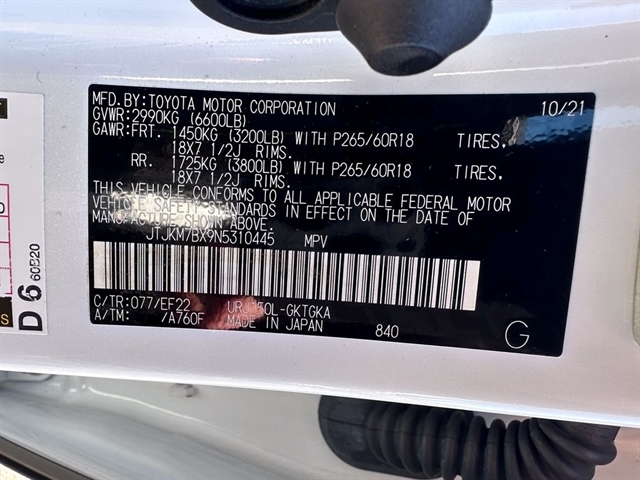 MFD.BY:TOYOTA MOTOR CORPORATION 10/21
GVWR:2990KG (6600LB)
GAWR:FRT. 1450KG (3200LB) WITH P265/60R18 TIRES,
18X7 1/2J RIMS.
RR. 1725KG (3800LB) WITH P265/60R18 TIRES,
18X7 1/2J RIMS.
THIS VEHICLE CONFORMS TO ALL APPLICABLE FEDERAL MOTOR
VEHICLE SAFETY STANDARDS IN EFFECT ON THE DATE OF
MANUFACTURE SHOWN ABOVE.
JTJKM7BX9N5310445 MPV
C/TR:077/EF22 URJ150L-GKTGKA
A/TM: /A760F MADE IN JAPAN 840
G
D 6 60B20